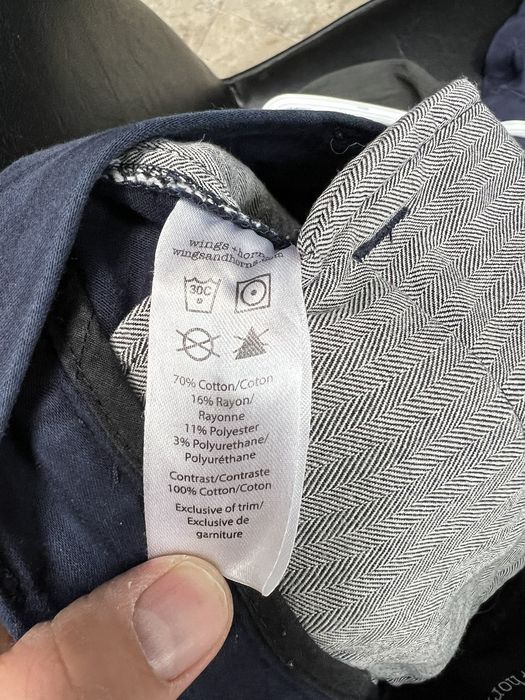 wings + horns
wingsandhorns.com
30C
70% Cotton/Coton
16% Rayon/
Rayonne
11% Polyester
3% Polyurethane/
Polyuréthane
Contrast/Contraste
100% Cotton/Coton
Exclusive of trim/
Exclusive de
garniture